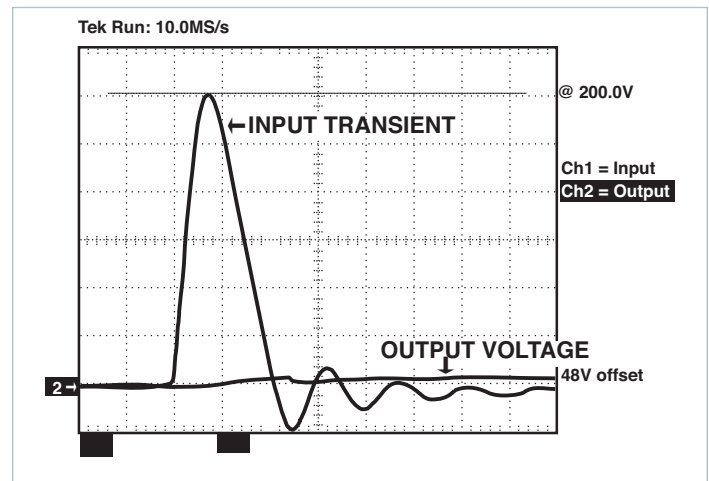 Tek Run: 10.0MS/s
@ 200.0V
INPUT TRANSIENT
Ch1 = Input
Ch2 = Output
OUTPUT VOLTAGE
48V offset
2